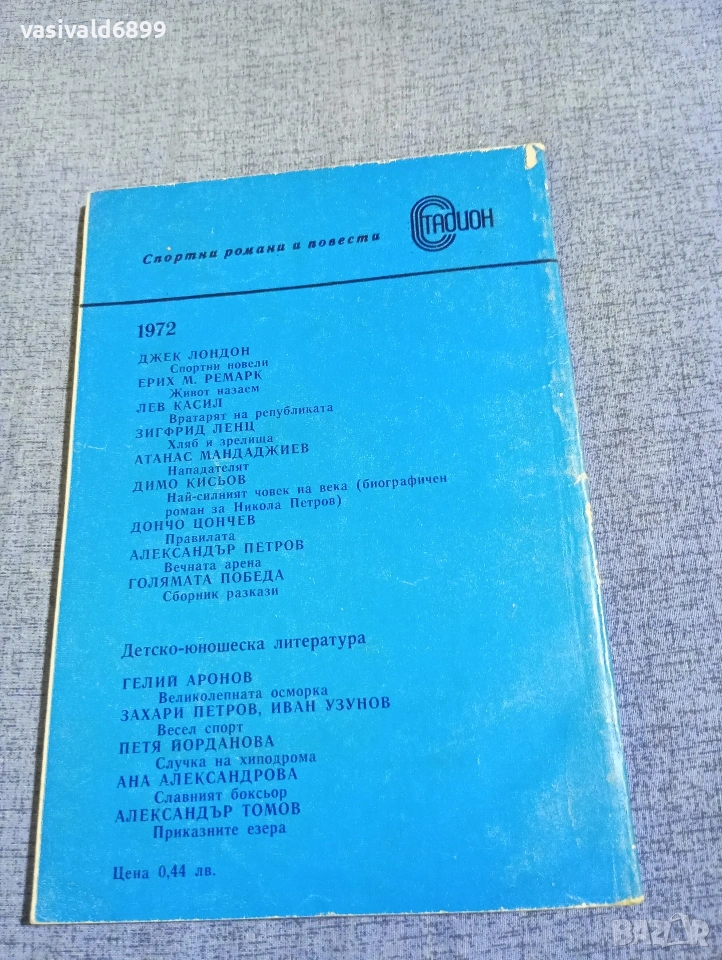 vasivald6899
Спортни романи и повести
СТАДИОН
1972
ДЖЕК ЛОНДОН
Спортни новели
ЕРИХ М. РЕМАРК
Живот назаем
ЛЕВ КАСИЛ
Вратарят на републиката
ЗИГФРИД ЛЕНЦ
Хляб и зрелища
АТАНАС МАНДАДЖИЕВ
Нападателят
ДИМО КИСЬОВ
Най-силният човек на века (биографичен
роман за Никола Петров)
ДОНЧО ЦОНЧЕВ
Правилата
АЛЕКСАНДЪР ПЕТРОВ
Вечната арена
ГОЛЯМАТА ПОБЕДА
Сборник разкази
Детско-юношеска литература
ГЕЛИЙ АРОНОВ
Великолепната осморка
ЗАХАРИ ПЕТРОВ, ИВАН УЗУНОВ
Весел спорт
ПЕТЯ ЙОРДАНОВА
Случка на хиподрома
АНА АЛЕКСАНДРОВА
Славният боксьор
АЛЕКСАНДЪР ТОМОВ
Приказните езера
Цена 0,44 лв.
BAZAR